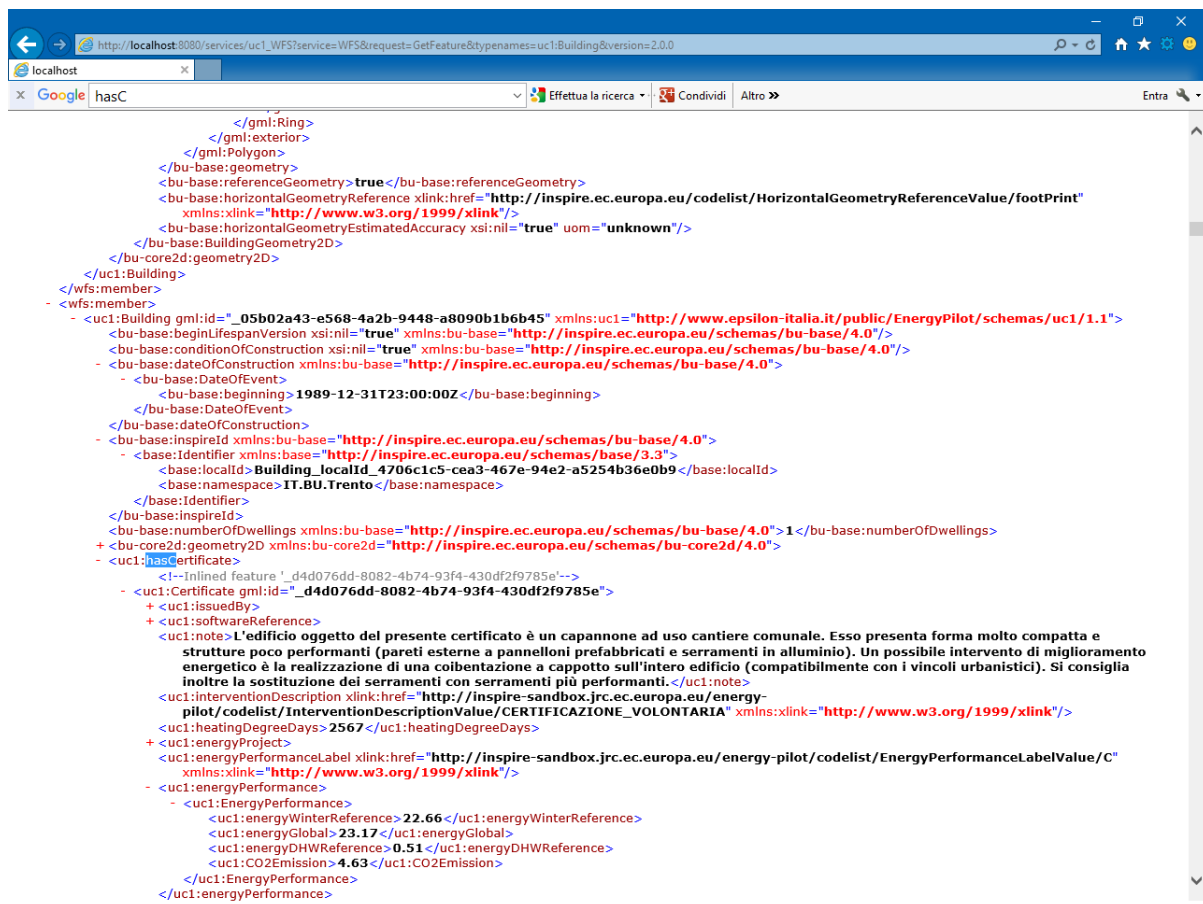 http://localhost:8080/services/uc1_WFS?service=WFS&request=GetFeature&typenames=uc1:Building&version=2.0.0
localhost
x Google hasC Effettua la ricerca Condividi Altro » Entra
</gml:Ring>
</gml:exterior>
</gml:Polygon>
</bu-base:geometry>
<bu-base:referenceGeometry>true</bu-base:referenceGeometry>
<bu-base:horizontalGeometryReference xlink:href="http://inspire.ec.europa.eu/codelist/HorizontalGeometryReferenceValue/footPrint"
xmlns:xlink="http://www.w3.org/1999/xlink"/>
<bu-base:horizontalGeometryEstimatedAccuracy xsi:nil="true" uom="unknown"/>
</bu-base:BuildingGeometry2D>
</bu-core2d:geometry2D>
</uc1:Building>
</wfs:member>
- <wfs:member>
- <uc1:Building gml:id="_05b02a43-e568-4a2b-9448-a8090b1b6b45" xmlns:uc1="http://www.epsilon-italia.it/public/EnergyPilot/schemas/uc1/1.1">
<bu-base:beginLifespanVersion xsi:nil="true" xmlns:bu-base="http://inspire.ec.europa.eu/schemas/bu-base/4.0"/>
<bu-base:conditionOfConstruction xsi:nil="true" xmlns:bu-base="http://inspire.ec.europa.eu/schemas/bu-base/4.0"/>
- <bu-base:dateOfConstruction xmlns:bu-base="http://inspire.ec.europa.eu/schemas/bu-base/4.0">
- <bu-base:DateOfEvent>
<bu-base:beginning>1989-12-31T23:00:00Z</bu-base:beginning>
</bu-base:DateOfEvent>
</bu-base:dateOfConstruction>
- <bu-base:inspireId xmlns:bu-base="http://inspire.ec.europa.eu/schemas/bu-base/4.0">
- <base:Identifier xmlns:base="http://inspire.ec.europa.eu/schemas/base/3.3">
<base:localId>Building_localId_4706c1c5-cea3-467e-94e2-a5254b36e0b9</base:localId>
<base:namespace>IT.BU.Trento</base:namespace>
</base:Identifier>
</bu-base:inspireId>
<bu-base:numberOfDwellings xmlns:bu-base="http://inspire.ec.europa.eu/schemas/bu-base/4.0">1</bu-base:numberOfDwellings>
+ <bu-core2d:geometry2D xmlns:bu-core2d="http://inspire.ec.europa.eu/schemas/bu-core2d/4.0">
- <uc1:hasCertificate>
<!--Inlined feature '_d4d076dd-8082-4b74-93f4-430df2f9785e'-->
- <uc1:Certificate gml:id="_d4d076dd-8082-4b74-93f4-430df2f9785e">
+ <uc1:issuedBy>
+ <uc1:softwareReference>
<uc1:note>L'edificio oggetto del presente certificato è un capannone ad uso cantiere comunale. Esso presenta forma molto compatta e
strutture poco performanti (pareti esterne a pannelloni prefabbricati e serramenti in alluminio). Un possibile intervento di miglioramento
energetico è la realizzazione di una coibentazione a cappotto sull'intero edificio (compatibilmente con i vincoli urbanistici). Si consiglia
inoltre la sostituzione dei serramenti con serramenti più performanti.</uc1:note>
<uc1:interventionDescription xlink:href="http://inspire-sandbox.jrc.ec.europa.eu/energy-
pilot/codelist/InterventionDescriptionValue/CERTIFICAZIONE_VOLONTARIA" xmlns:xlink="http://www.w3.org/1999/xlink"/>
<uc1:heatingDegreeDays>2567</uc1:heatingDegreeDays>
+ <uc1:energyProject>
<uc1:energyPerformanceLabel xlink:href="http://inspire-sandbox.jrc.ec.europa.eu/energy-pilot/codelist/EnergyPerformanceLabelValue/C"
xmlns:xlink="http://www.w3.org/1999/xlink"/>
- <uc1:energyPerformance>
- <uc1:EnergyPerformance>
<uc1:energyWinterReference>22.66</uc1:energyWinterReference>
<uc1:energyGlobal>23.17</uc1:energyGlobal>
<uc1:energyDHWReference>0.51</uc1:energyDHWReference>
<uc1:CO2Emission>4.63</uc1:CO2Emission>
</uc1:EnergyPerformance>
</uc1:energyPerformance>